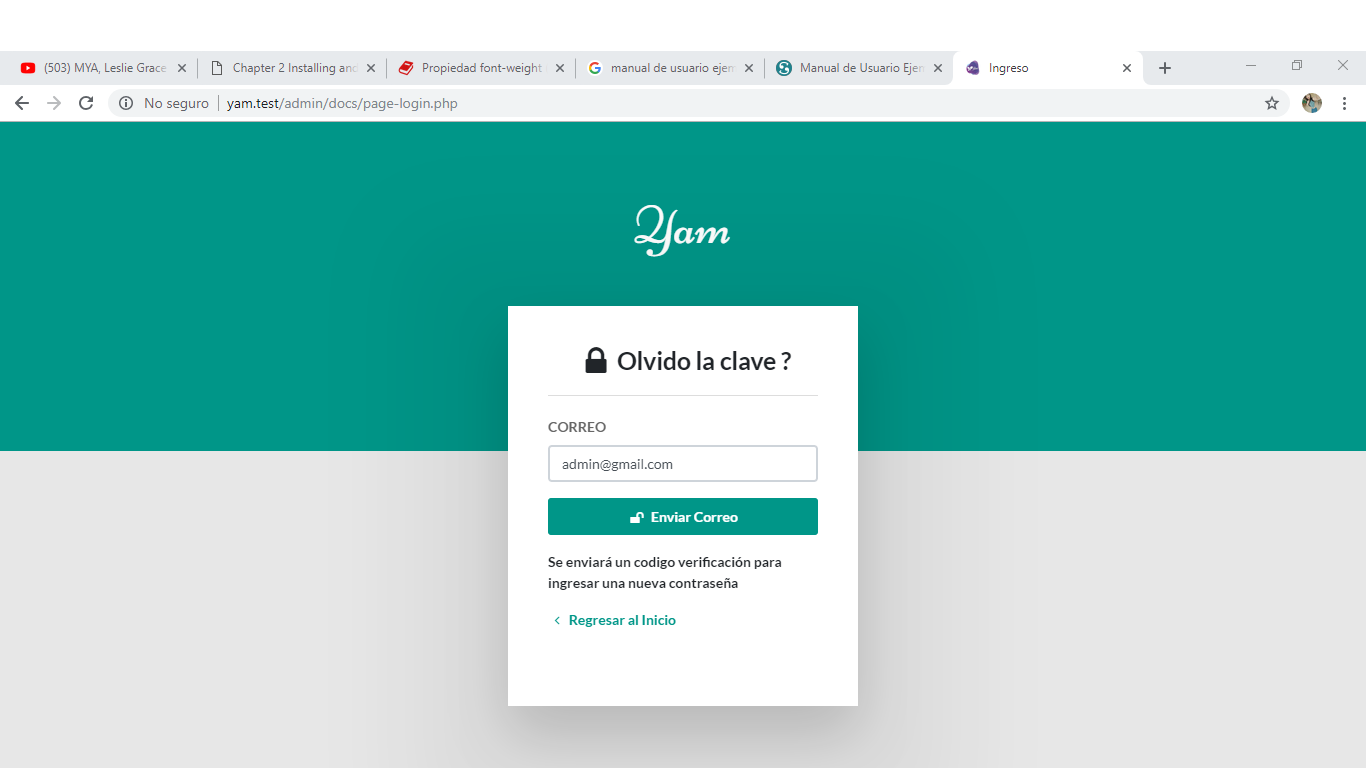 (503) MYA, Leslie Grace
Chapter 2 Installing and
Propiedad font-weight
manual de usuario ejem
Manual de Usuario Ejem
Ingreso
No seguro
yam.test/admin/docs/page-login.php
Yam
Olvido la clave ?
CORREO
admin@gmail.com
Enviar Correo
Se enviará un codigo verificación para
ingresar una nueva contraseña
Regresar al Inicio